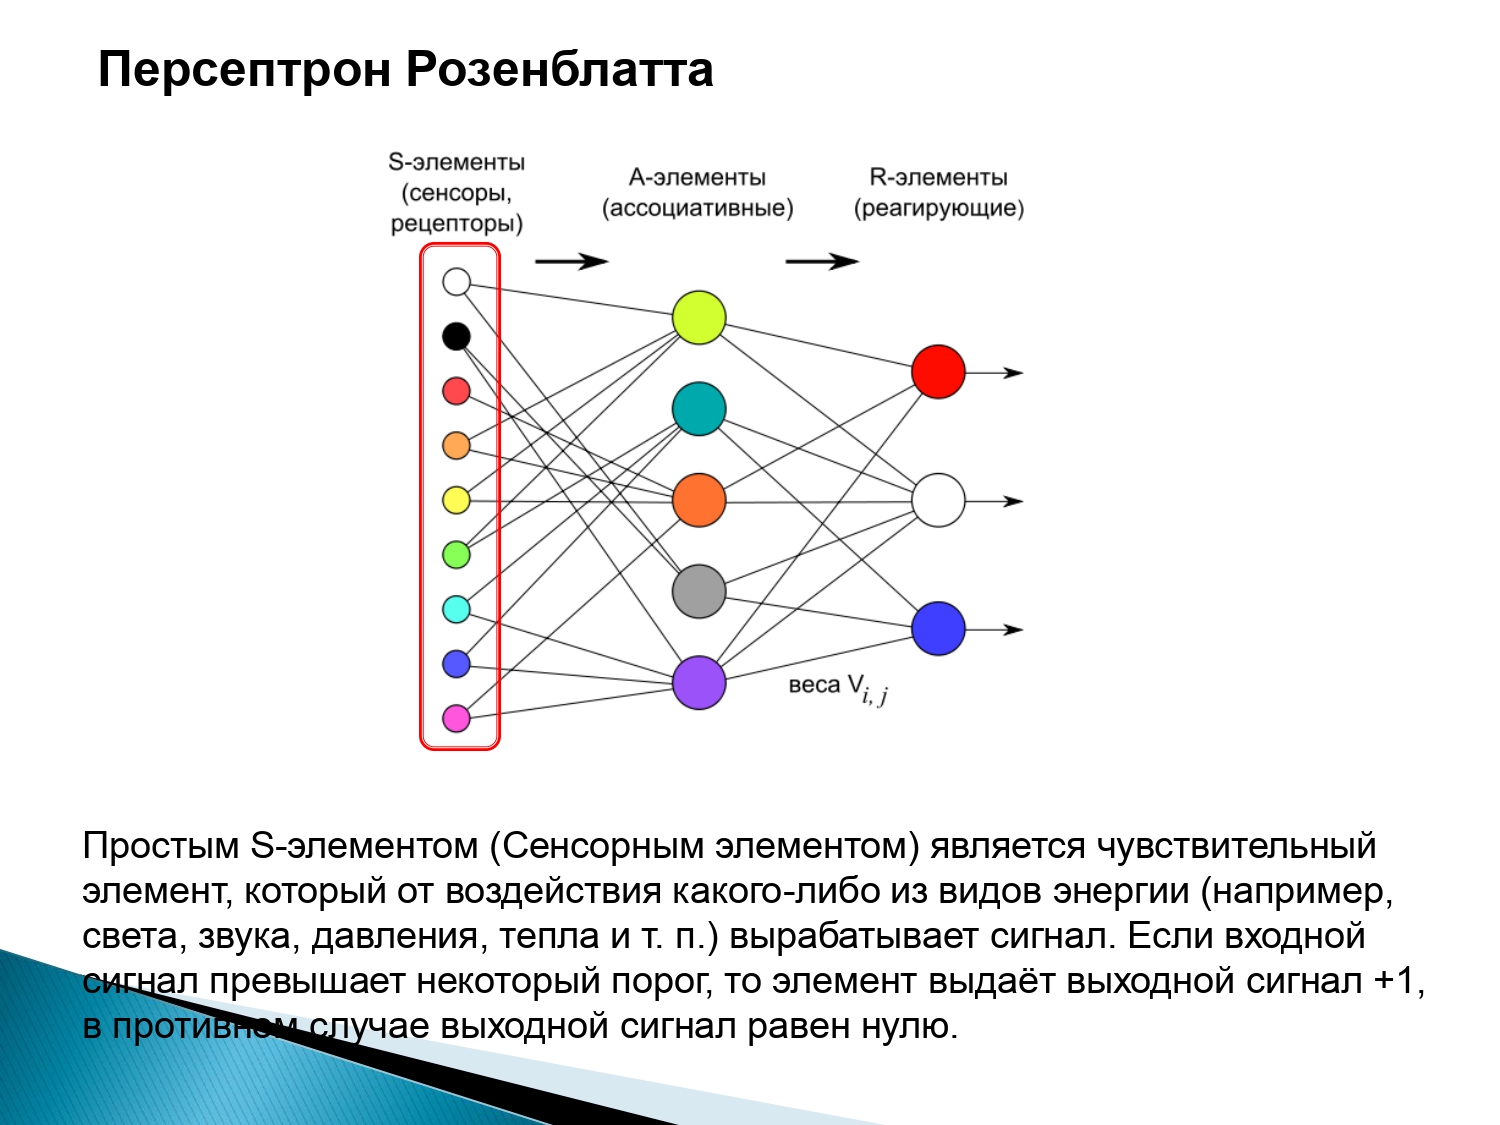 Персептрон Розенблатта
S-элементы
(сенсоры,
рецепторы)
A-элементы
(ассоциативные)
R-элементы
(реагирующие)
веса V i, j
Простым S-элементом (Сенсорным элементом) является чувствительный
элемент, который от воздействия какого-либо из видов энергии (например,
света, звука, давления, тепла и т. п.) вырабатывает сигнал. Если входной
сигнал превышает некоторый порог, то элемент выдаёт выходной сигнал +1,
в противном случае выходной сигнал равен нулю.